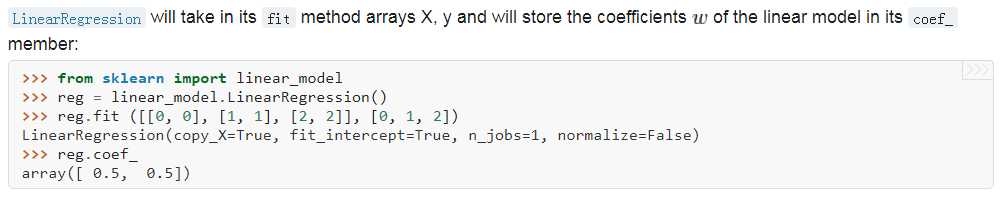 LinearRegression will take in its fit method arrays X, y and will store the coefficients w of the linear model in its coef_
member:
>>>
>>> from sklearn import linear_model
>>> reg = linear_model.LinearRegression()
>>> reg.fit ([[0, 0], [1, 1], [2, 2]], [0, 1, 2])
LinearRegression(copy_X=True, fit_intercept=True, n_jobs=1, normalize=False)
>>> reg.coef_
array([ 0.5,  0.5])